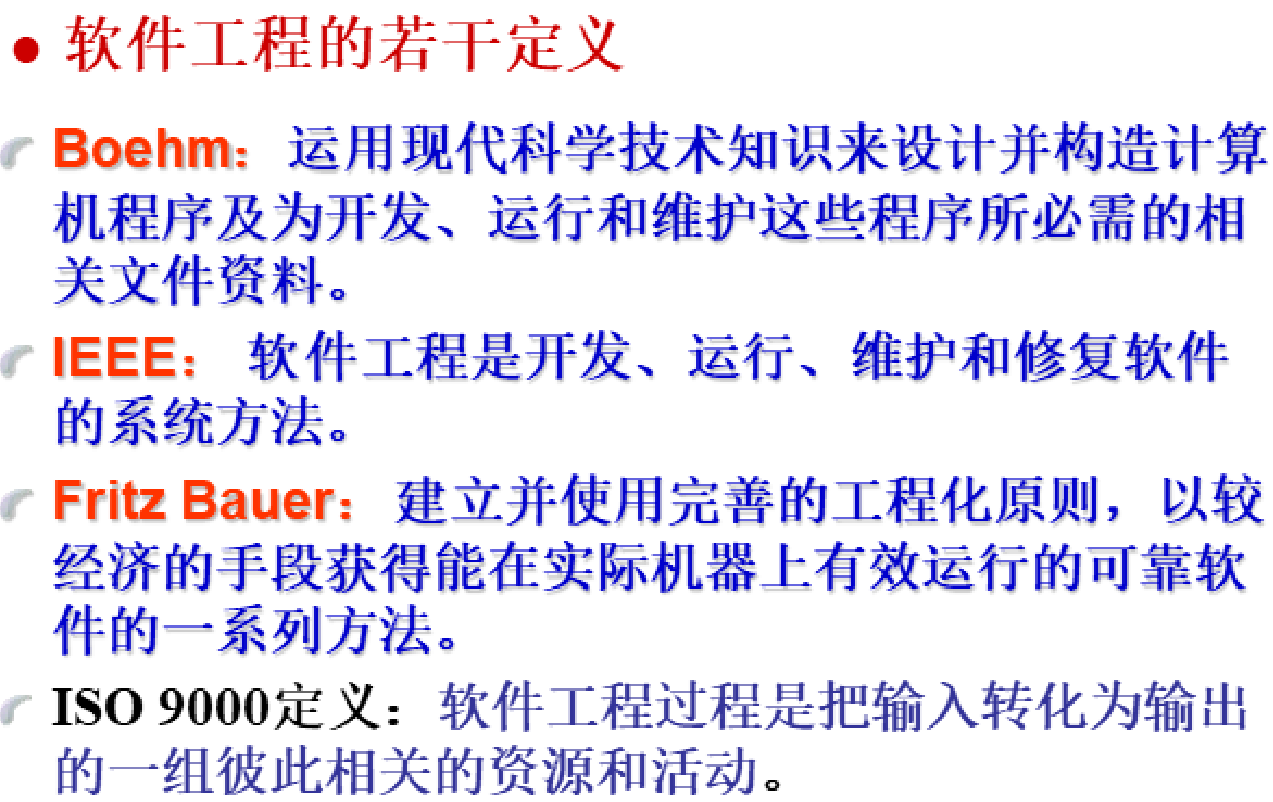 • 软件工程的若干定义
Boehm：运用现代科学技术知识来设计并构造计算
机程序及为开发、运行和维护这些程序所必需的相
关文件资料。
IEEE： 软件工程是开发、运行、维护和修复软件
的系统方法。
Fritz Bauer： 建立并使用完善的工程化原则，以较
经济的手段获得能在实际机器上有效运行的可靠软
件的一系列方法。
ISO 9000定义：软件工程过程是把输入转化为输出
的一组彼此相关的资源和活动。